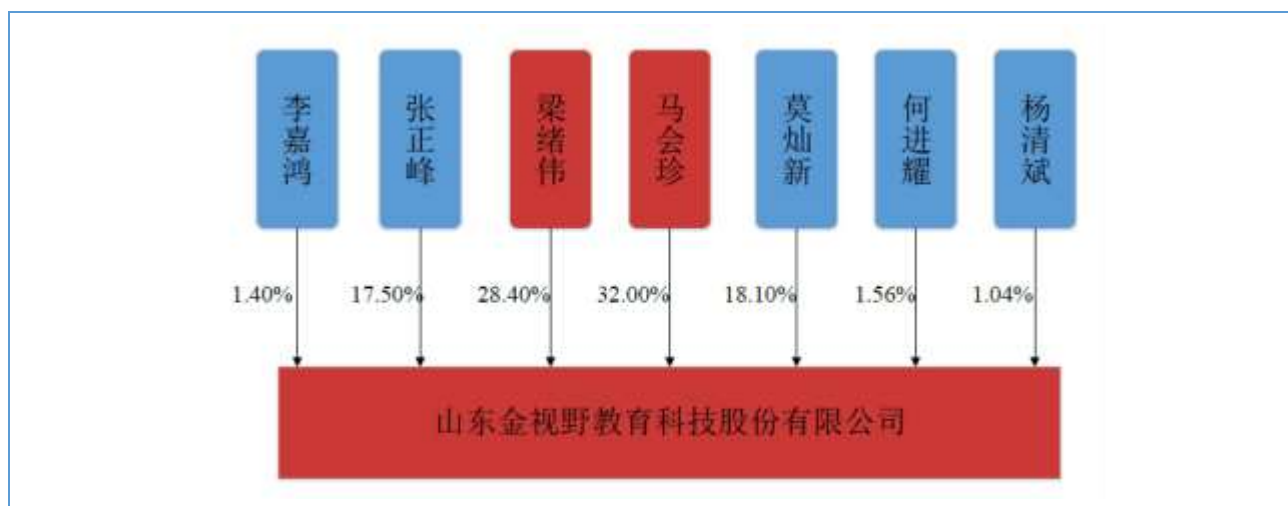 李嘉鸿
张正峰
梁绪伟
马会珍
莫灿新
何进耀
杨清斌
1.40%
17.50%
28.40%
32.00%
18.10%
1.56%
1.04%
山东金视野教育科技股份有限公司